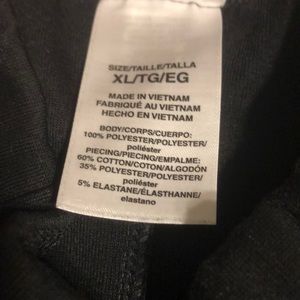 SIZE/TAILLE/TALLA
XL/TG/EG
MADE IN VIETNAM
FABRIQUÉ AU VIETNAM
HECHO EN VIETNAM
BODY/CORPS/CUERPO:
100% POLYESTER/POLYESTER/
poliéster
PIECING/PIECING/EMPALME:
60% COTTON/COTON/ALGODÓN
35% POLYESTER/POLYESTER/
poliéster
5% ELASTANE/ÉLASTHANNE/
elastano